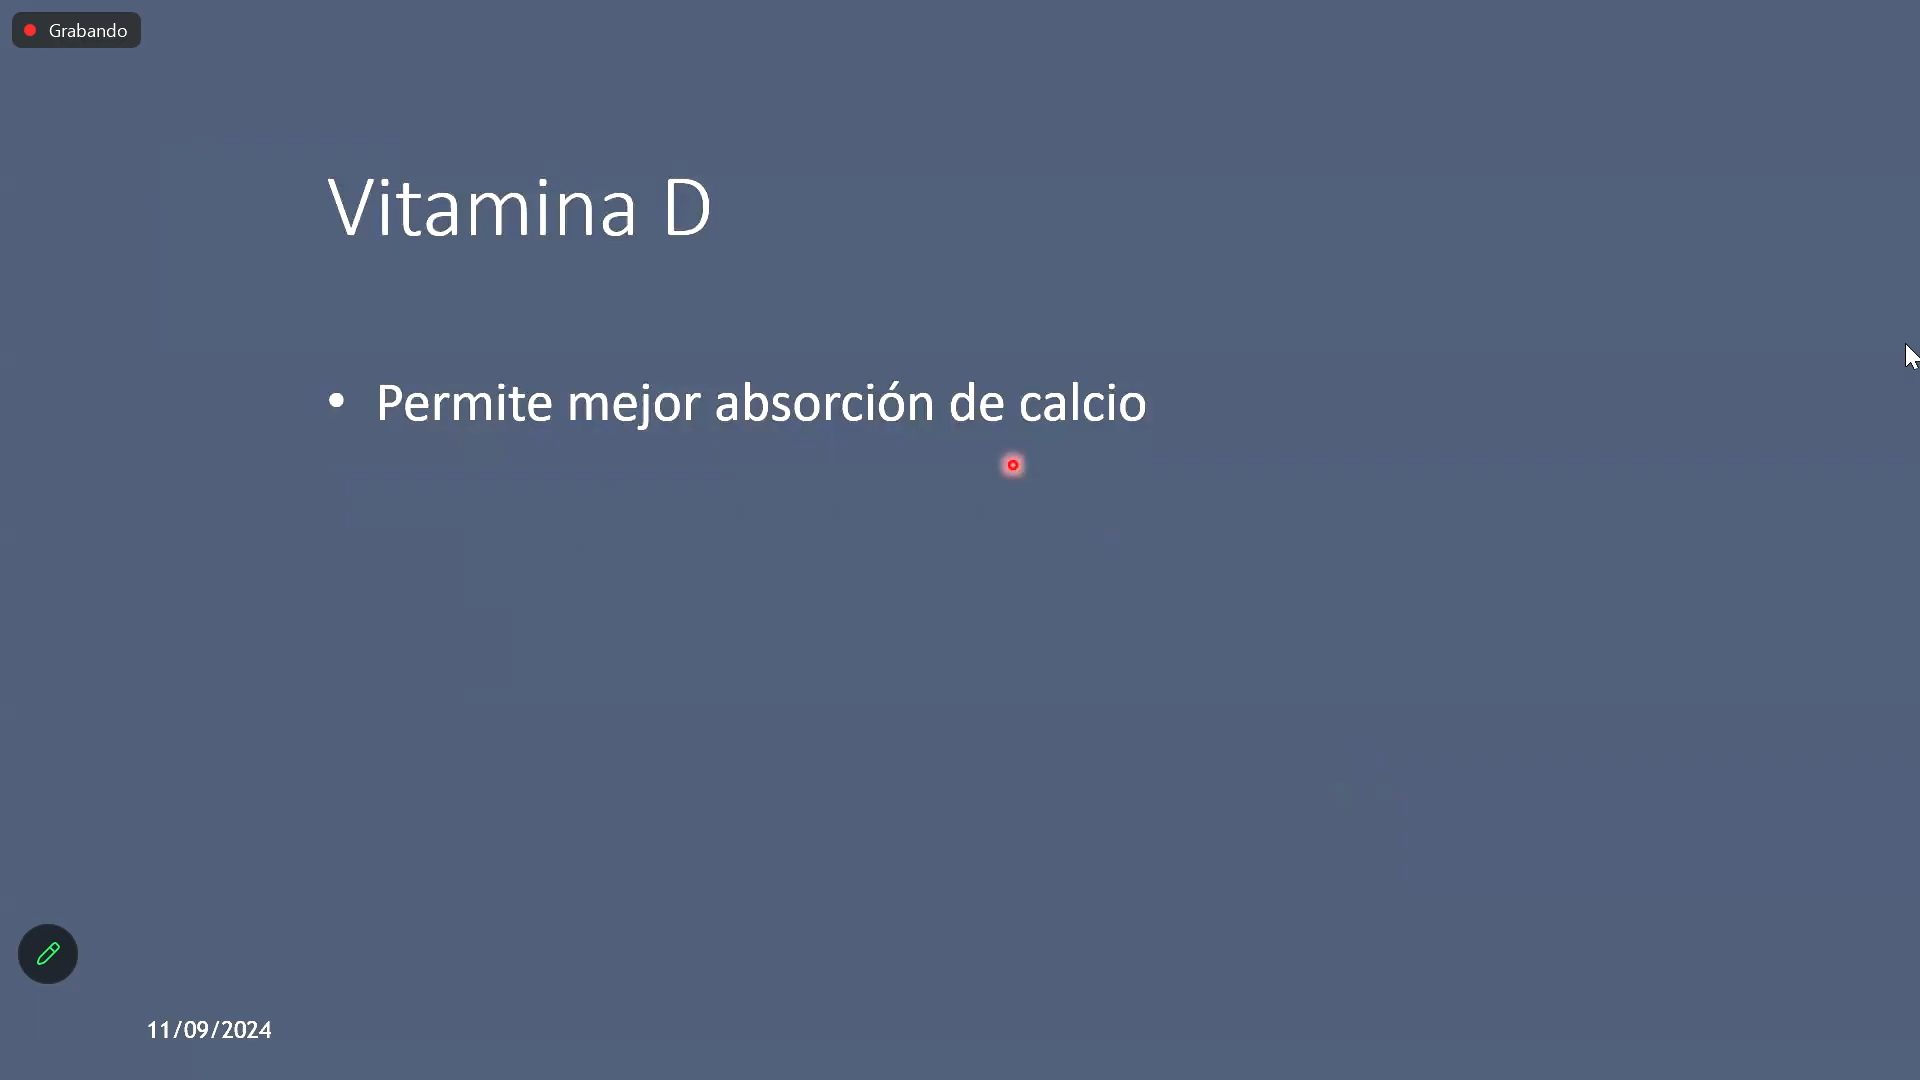 Grabando
Vitamina D
• Permite mejor absorción de calcio
11/09/2024